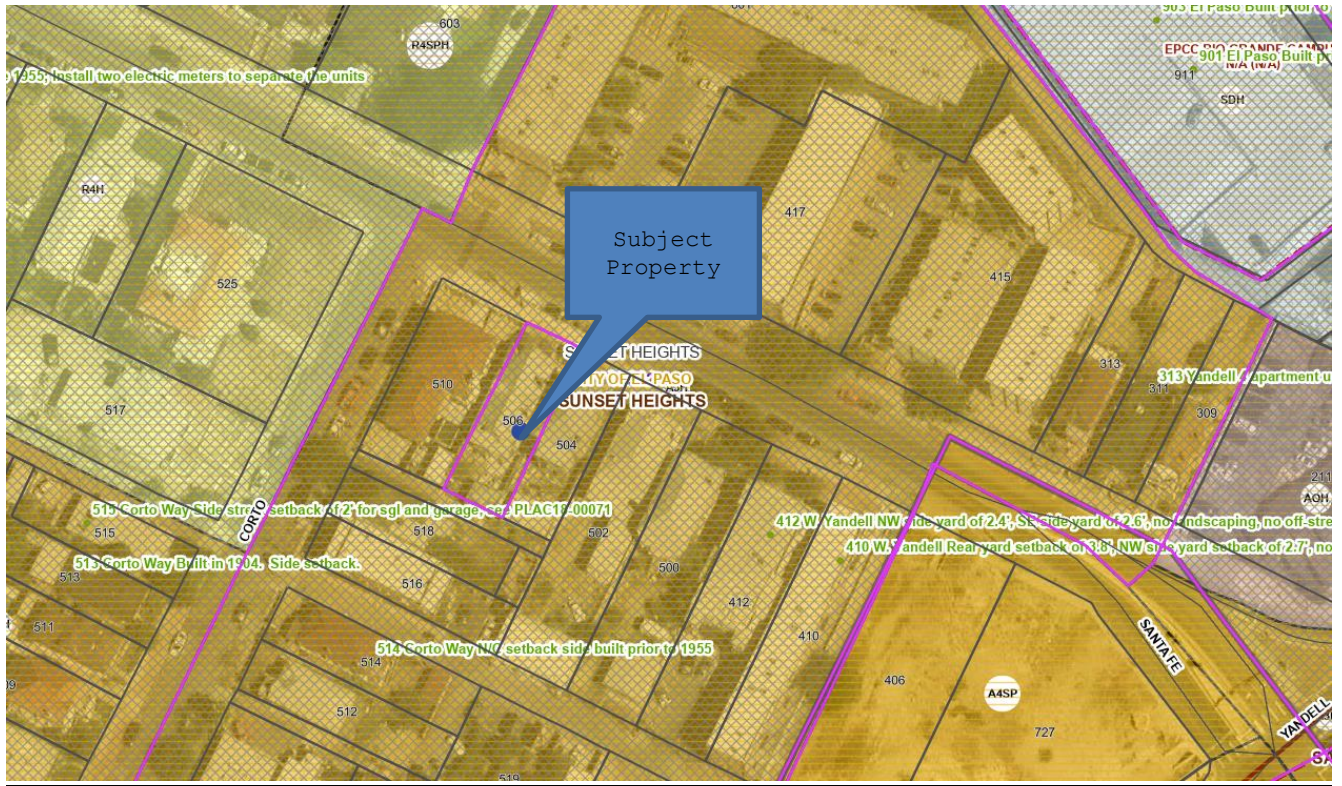 903 El Paso Built prior to
603
R4SPH
EPCC RIO GRANDE CAMPU
N/A (N/A)
901 El Paso Built pr
911
1955; Install two electric meters to separate the units
SDH
R4H
417
Subject
Property
415
525
SUNSET HEIGHTS
CITY OF EL PASO
SUNSET HEIGHTS
313
311
313 Yandell 4 apartment u
510
309
517
506
504
211
AOH
515 Corto Way Side street setback of 2' for sgl and garage, see PLAC18-00071
CORTO
515
518
502
412 W Yandell NW side yard of 2.4', SE side yard of 2.6', no landscaping, no off-stre
410 W. Yandell Rear yard setback of 3.8', NW side yard setback of 2.7', no
513 Corto Way Built in 1904. Side setback.
513
516
500
412
511
410
SANTA FE
514 Corto Way N/C setback side built prior to 1955
514
09
406
A4SP
512
727
YANDELL
SA
519